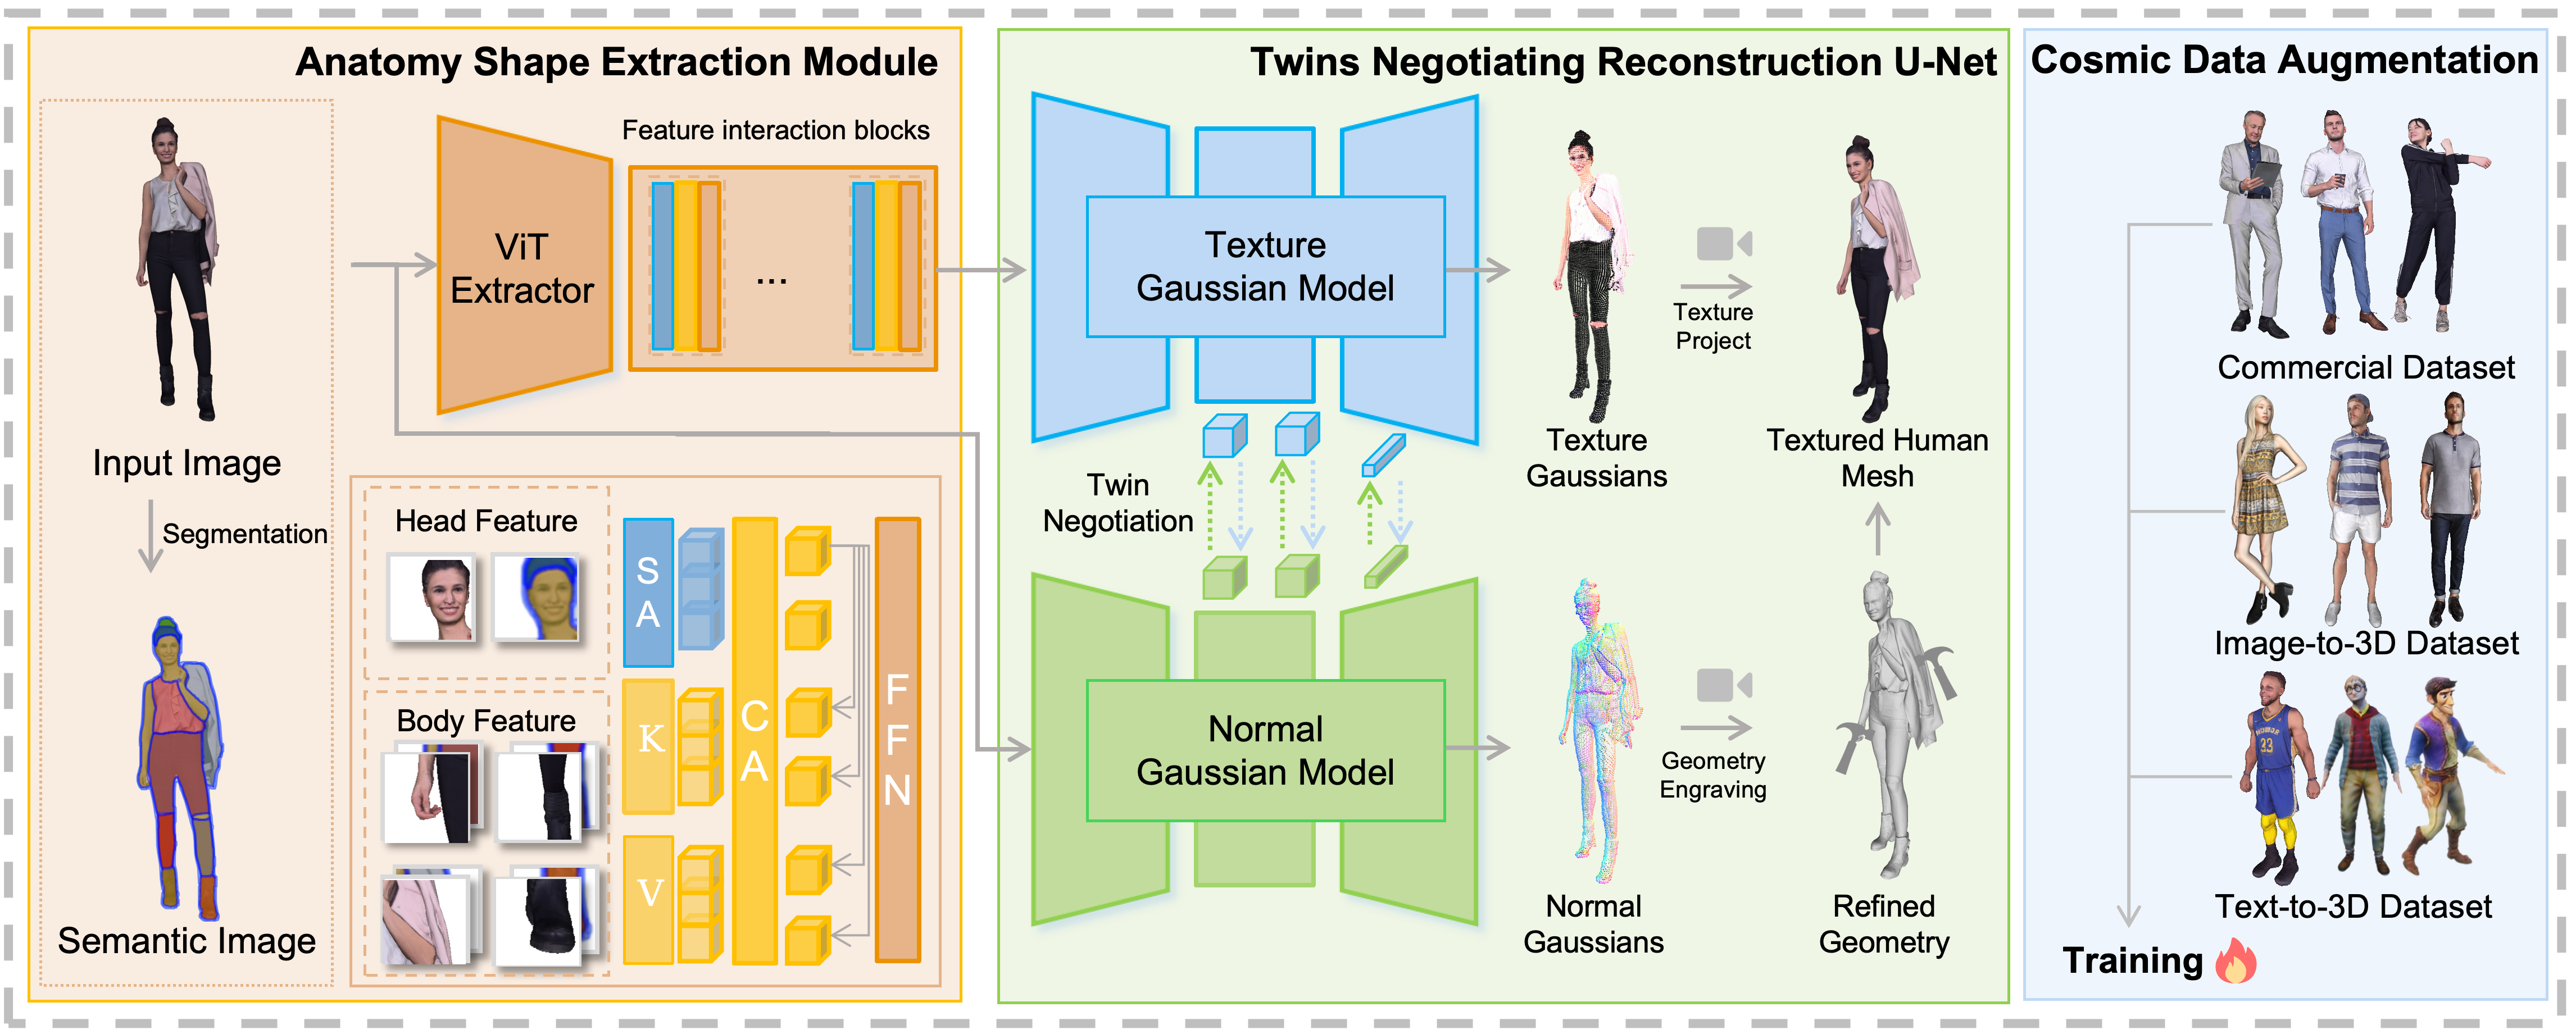 Anatomy Shape Extraction Module
Input Image
Segmentation
Semantic Image
ViT
Extractor
Feature interaction blocks
...
Head Feature
Body Feature
S
A
K
V
C
A
F
F
N
Twins Negotiating Reconstruction U-Net
Texture
Gaussian Model
Twin
Negotiation
Normal
Gaussian Model
Texture
Gaussians
Texture
Project
Textured Human
Mesh
Normal
Gaussians
Geometry
Engraving
Refined
Geometry
Cosmic Data Augmentation
Commercial Dataset
Image-to-3D Dataset
33
Text-to-3D Dataset
Training